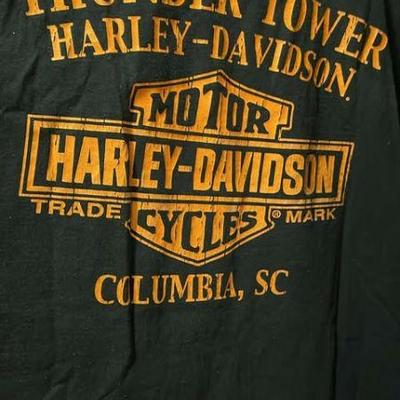 THUNDER TOWER
HARLEY-DAVIDSON.
MOTOR
HARLEY-DAVIDSON
TRADE CYCLES ® MARK
COLUMBIA, SC